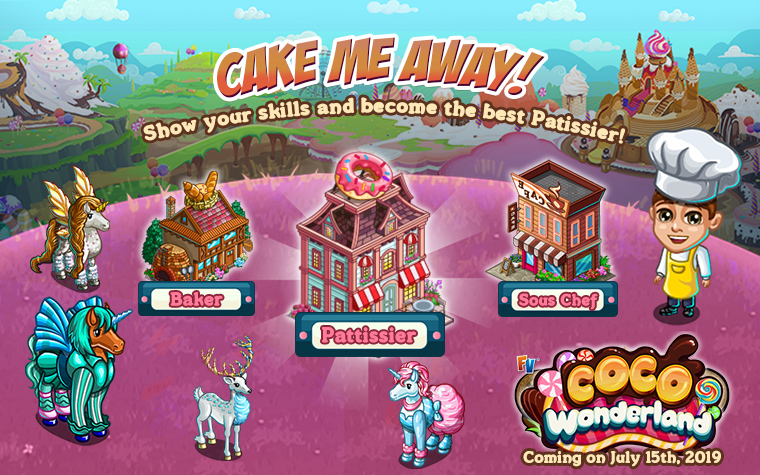 CAKE ME AWAY!
Show your skills and become the best Patissier!
CAFE
Baker
Pattissier
Sous Chef
FV
COCO
Wonderland
Coming on July 15th, 2019